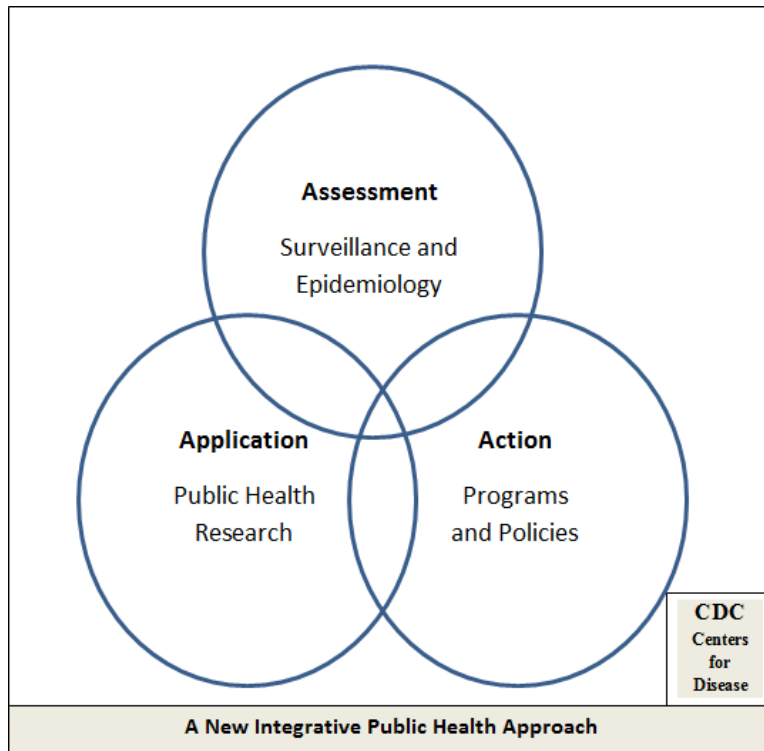 Assessment
Surveillance and
Epidemiology
Application
Public Health
Research
Action
Programs
and Policies
CDC
Centers
for
Disease
A New Integrative Public Health Approach